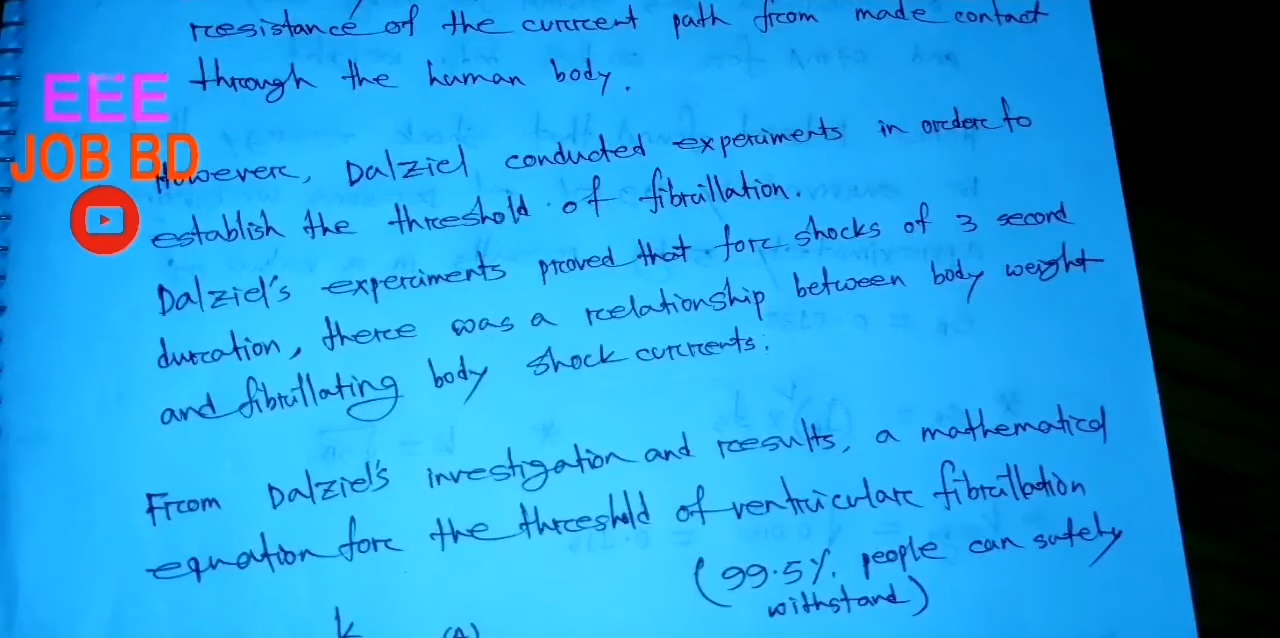 resistance of the current path from made contact
through the human body.
EEE
JOB BD
However, Dalziel conducted experiments in order to
establish the threshold of fibrillation.
Dalziel's experiments proved that for shocks of 3 second
duration, there was a relationship between body weight
and fibrillating body shock currents.
From Dalziel's investigation and results, a mathematical
equation for the threshold of ventricular fibrillation
(99.5% people can safely
withstand)
k
(A)